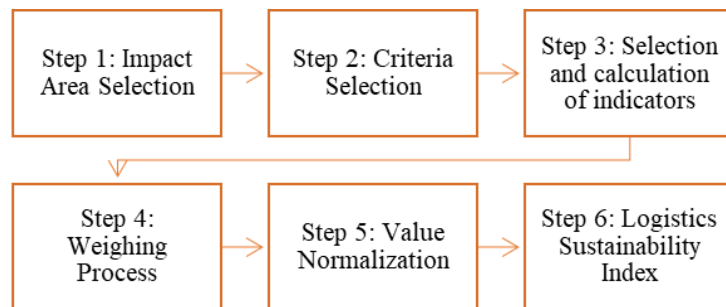 Step 1: Impact
Area Selection
Step 2: Criteria
Selection
Step 3: Selection
and calculation
of indicators
Step 4:
Weighing
Process
Step 5: Value
Normalization
Step 6: Logistics
Sustainability
Index